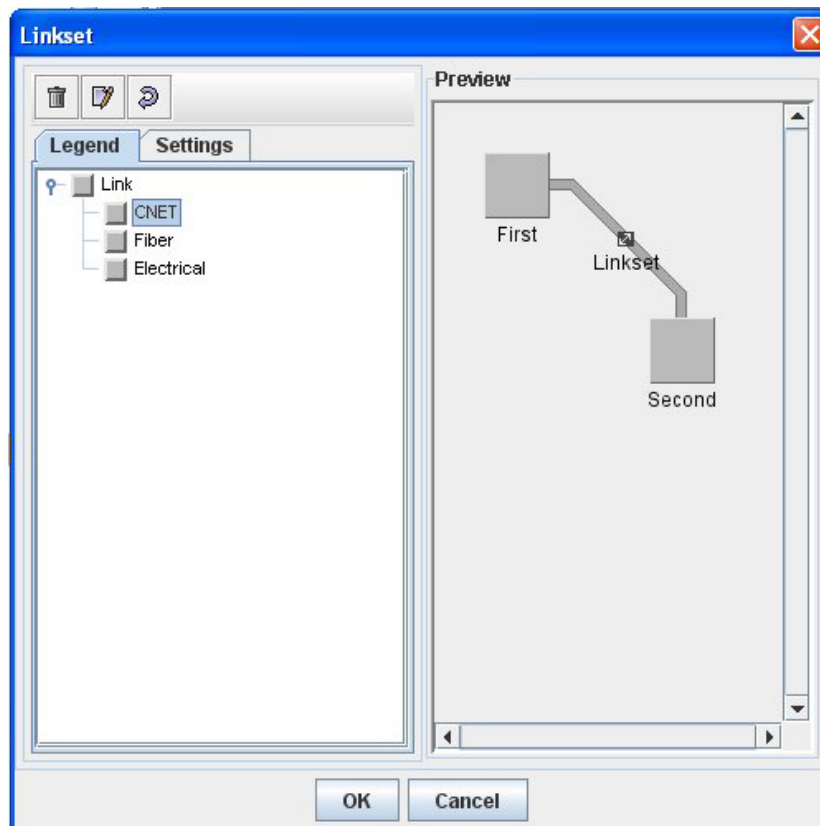 Linkset
Legend
Settings
Link
CNET
Fiber
Electrical
Preview
First
Linkset
Second
OK
Cancel